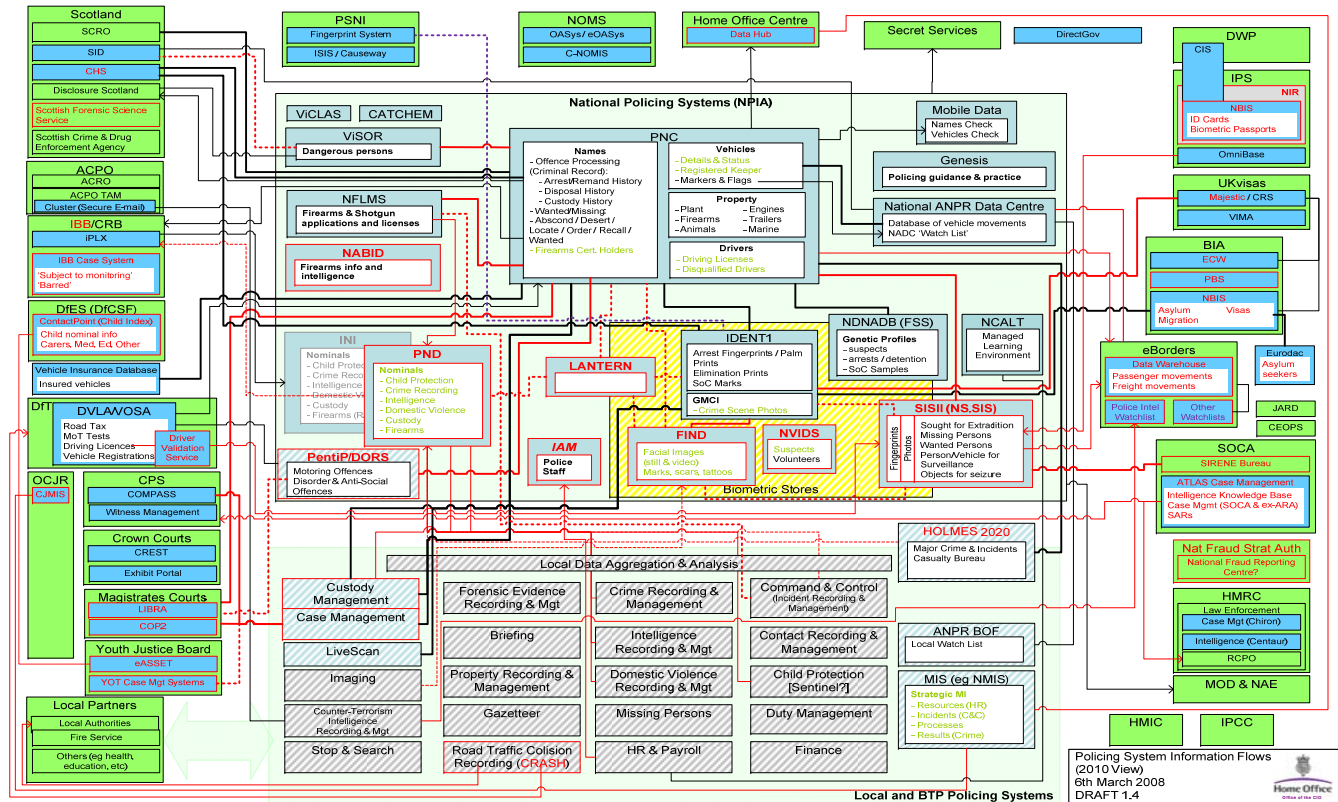 Scotland
SCRO
SID
CHS
Disclosure Scotland
Scottish Forensic Science
Service
Scottish Crime & Drug
Enforcement Agency
ACPO
ACRO
ACPO TAM
Cluster (Secure E-mail)
IBB/CRB
iPLX
IBB Case System
'Subject to monitoring'
'Barred'
DfES (DfCSF)
ContactPoint (Child Index)
Child nominal info
Carers, Med, Ed, Other
Vehicle Insurance Database
Insured vehicles
DfT
DVLA/VOSA
Road Tax
MoT Tests
Driving Licences
Vehicle Registrations
Driver
Validation
Service
OCJR
CJMIS
CPS
COMPASS
Witness Management
Crown Courts
CREST
Exhibit Portal
Magistrates Courts
LIBRA
COP2
Youth Justice Board
eASSET
YOT Case Mgt Systems
Local Partners
Local Authorities
Fire Service
Others (eg health,
education, etc)
PSNI
Fingerprint System
ISIS / Causeway
NOMS
OASys / eOASys
C-NOMIS
Home Office Centre
Data Hub
Secret Services
DirectGov
National Policing Systems (NPIA)
ViCLAS
CATCHEM
ViSOR
Dangerous persons
NFLMS
Firearms & Shotgun
applications and licenses
NABID
Firearms info and
intelligence
PNC
Names
- Offence Processing
(Criminal Record):
- Arrest/Remand History
- Disposal History
- Custody History
- Wanted/Missing:
- Abscond / Desert /
Locate / Order / Recall /
Wanted
- Firearms Cert. Holders
Vehicles
- Details & Status
- Registered Keeper
- Markers & Flags
Property
- Plant
- Firearms
- Animals
- Engines
- Trailers
- Marine
Drivers
- Driving Licenses
- Disqualified Drivers
Mobile Data
Names Check
Vehicles Check
Genesis
Policing guidance & practice
National ANPR Data Centre
Database of vehicle movements
NADC 'Watch List'
INI
Nominals
- Child Prote
- Crime Reco
- Intelligence
- Domestic Vi
- Custody
- Firearms (R
PND
Nominals
- Child Protection
- Crime Recording
- Intelligence
- Domestic Violence
- Custody
- Firearms
PentiP/DORS
Motoring Offences
Disorder & Anti-Social
Offences
LANTERN
IAM
Police
Staff
IDENT1
Arrest Fingerprints / Palm
Prints
Elimination Prints
SoC Marks
GMCI
- Crime Scene Photos
FIND
Facial Images
(still & video)
Marks, scars, tattoos
NVIDS
Suspects
Volunteers
Biometric Stores
NDNADB (FSS)
Genetic Profiles
- suspects
- arrests / detention
- SoC Samples
NCALT
Managed
Learning
Environment
SISII (NS,SIS)
Fingerprints
Photos
Sought for Extradition
Missing Persons
Wanted Persons
Person/Vehicle for
Surveillance
Objects for seizure
HOLMES 2020
Major Crime & Incidents
Casualty Bureau
Local Data Aggregation & Analysis
Custody
Management
Case Management
LiveScan
Imaging
Counter-Terrorism
Intelligence
Recording & Mgt
Stop & Search
Forensic Evidence
Recording & Mgt
Briefing
Property Recording &
Management
Gazetteer
Road Traffic Colision
Recording (CRASH)
Crime Recording &
Management
Intelligence
Recording & Mgt
Domestic Violence
Recording & Mgt
Missing Persons
HR & Payroll
Command & Control
(Incident Recording &
Management)
Contact Recording &
Management
Child Protection
[Sentinel?]
Duty Management
Finance
ANPR BOF
Local Watch List
MIS (eg NMIS)
Strategic MI
- Resources (HR)
- Incidents (C&C)
- Processes
- Results (Crime)
Local and BTP Policing Systems
DWP
CIS
IPS
NIR
NBIS
ID Cards
Biometric Passports
OmniBase
UKvisas
Majestic / CRS
VIMA
BIA
ECW
PBS
NBIS
Asylum
Migration
Visas
eBorders
Data Warehouse
Passenger movements
Freight movements
Police Intel
Watchlist
Other
Watchlists
Eurodac
Asylum
seekers
JARD
CEOPS
SOCA
SIRENE Bureau
ATLAS Case Management
Intelligence Knowledge Base
Case Mgmt (SOCA & ex-ARA)
SARs
Nat Fraud Strat Auth
National Fraud Reporting
Centre?
HMRC
Law Enforcement
Case Mgt (Chiron)
Intelligence (Centaur)
RCPO
MOD & NAE
HMIC
IPCC
Policing System Information Flows
(2010 View)
6th March 2008
DRAFT 1.4
Home Office
Office of the CIO